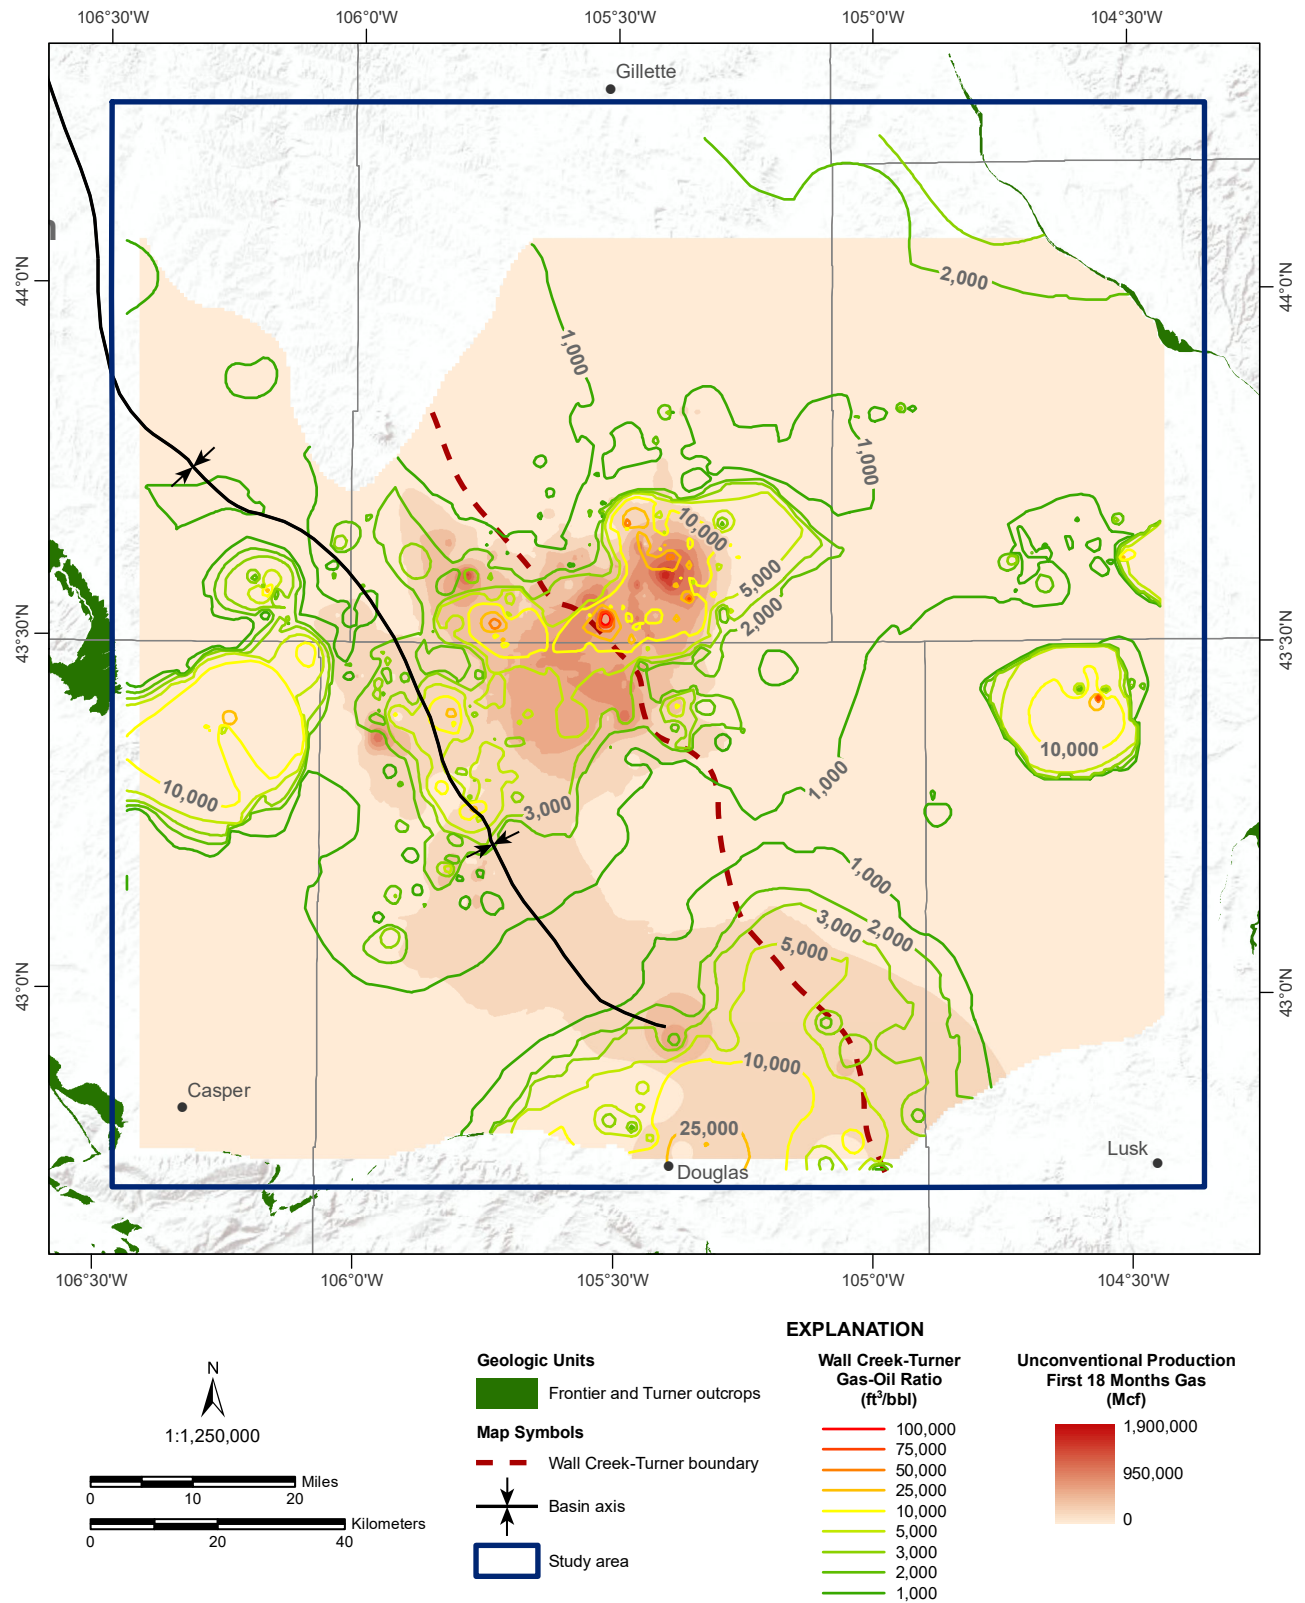 106°30'W 106°0'W 105°30'W 105°0'W 104°30'W
Gillette
44°0'N
44°0'N
2,000
1,000
1,000
10,000
5,000
2,000
43°30'N
43°30'N
10,000
10,000
1,000
3,000
1,000
3,000
2,000
5,000
43°0'N
43°0'N
10,000
Casper
25,000
Lusk
Douglas
106°30'W 106°0'W 105°30'W 105°0'W 104°30'W
EXPLANATION
N
1:1,250,000
Miles
0 10 20
Kilometers
0 20 40
Geologic Units
Frontier and Turner outcrops
Map Symbols
Wall Creek-Turner boundary
Basin axis
Study area
Wall Creek-Turner
Gas-Oil Ratio
(ft³/bbl)
100,000
75,000
50,000
25,000
10,000
5,000
3,000
2,000
1,000
Unconventional Production
First 18 Months Gas
(Mcf)
1,900,000
950,000
0